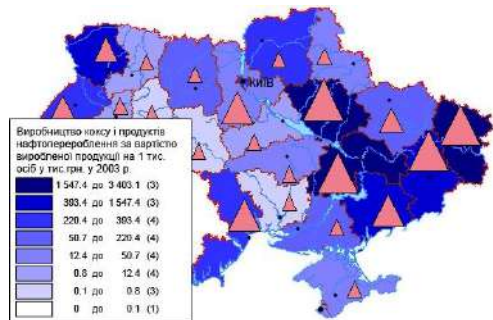 КИЇВ
Виробництво коксу і продуктів
нафтоперероблення за вартістю
виробленої продукції на 1 тис.
осіб у тис.грн. у 2003 р.
1 547.4 до 3 403.1 (3)
393.4 до 1 547.4 (3)
220.4 до 393.4 (4)
50.7 до 220.4 (4)
12.4 до 50.7 (4)
0.8 до 12.4 (4)
0.1 до 0.8 (3)
0 до 0.1 (1)